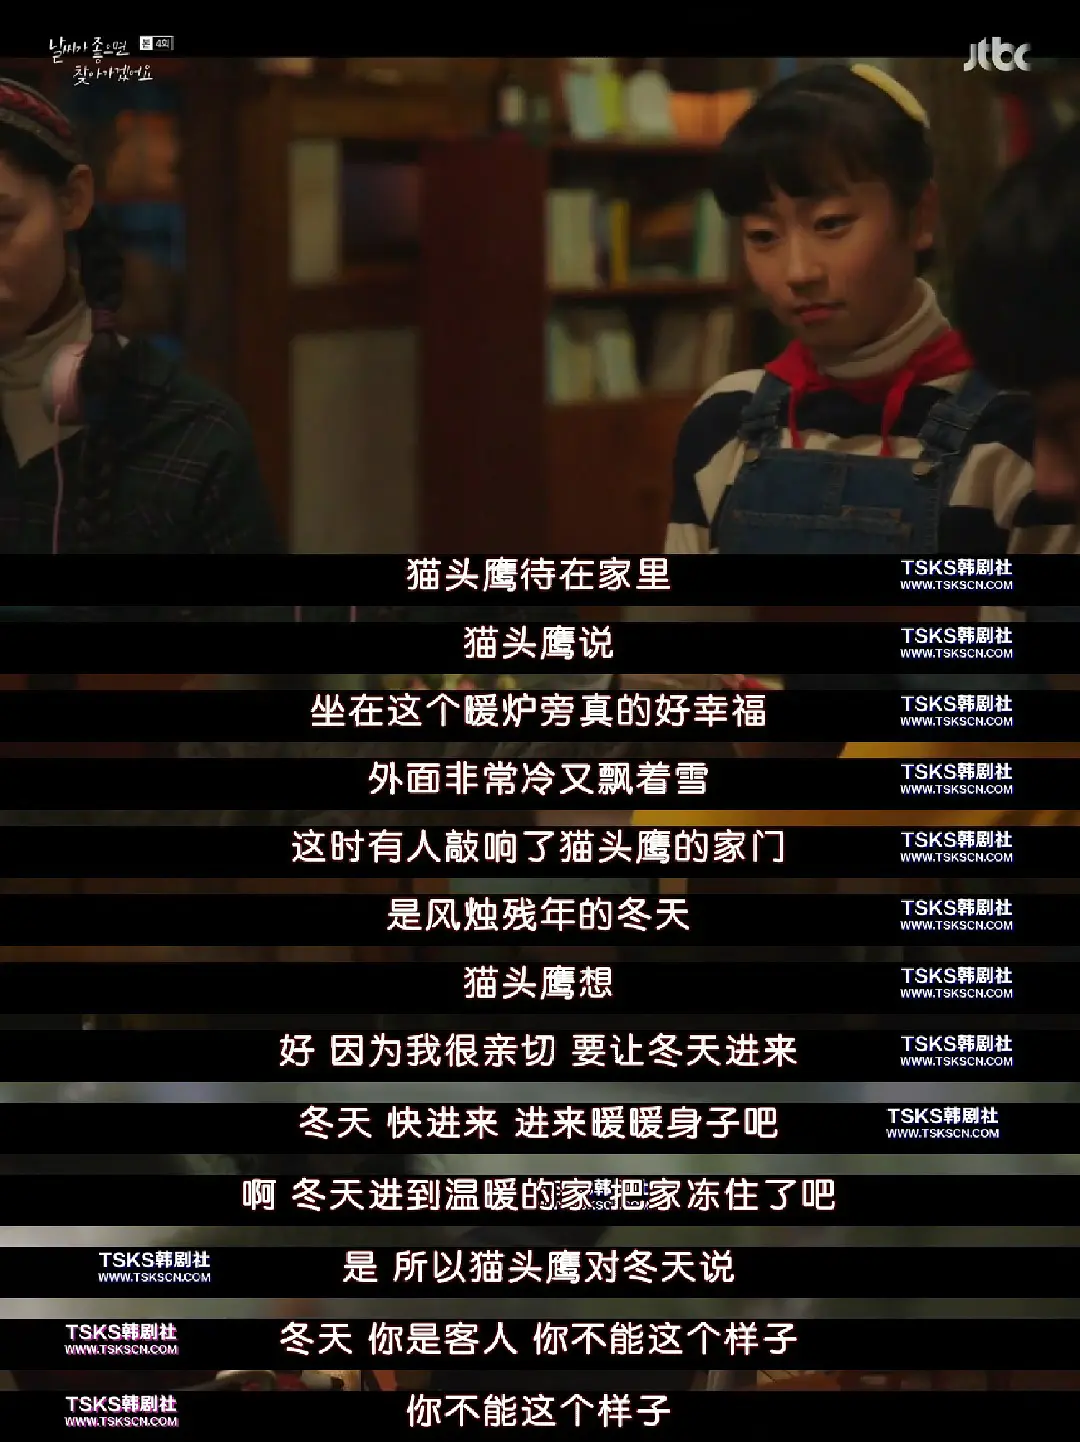 날씨가 좋으면 본 4회
찾아가겠어요
jtbc
猫头鹰待在家里
TSKS韩剧社
WWW.TSKSCN.COM
猫头鹰说
TSKS韩剧社
WWW.TSKSCN.COM
坐在这个暖炉旁真的好幸福
TSKS韩剧社
WWW.TSKSCN.COM
外面非常冷又飘着雪
TSKS韩剧社
WWW.TSKSCN.COM
这时有人敲响了猫头鹰的家门
TSKS韩剧社
WWW.TSKSCN.COM
是风烛残年的冬天
TSKS韩剧社
WWW.TSKSCN.COM
猫头鹰想
TSKS韩剧社
WWW.TSKSCN.COM
好 因为我很亲切 要让冬天进来
TSKS韩剧社
WWW.TSKSCN.COM
冬天 快进来 进来暖暖身子吧
TSKS韩剧社
WWW.TSKSCN.COM
啊 冬天进到温暖的家 把家冻住了吧
TSKS韩剧社
WWW.TSKSCN.COM
是 所以猫头鹰对冬天说
TSKS韩剧社
WWW.TSKSCN.COM
冬天 你是客人 你不能这个样子
TSKS韩剧社
WWW.TSKSCN.COM
你不能这个样子